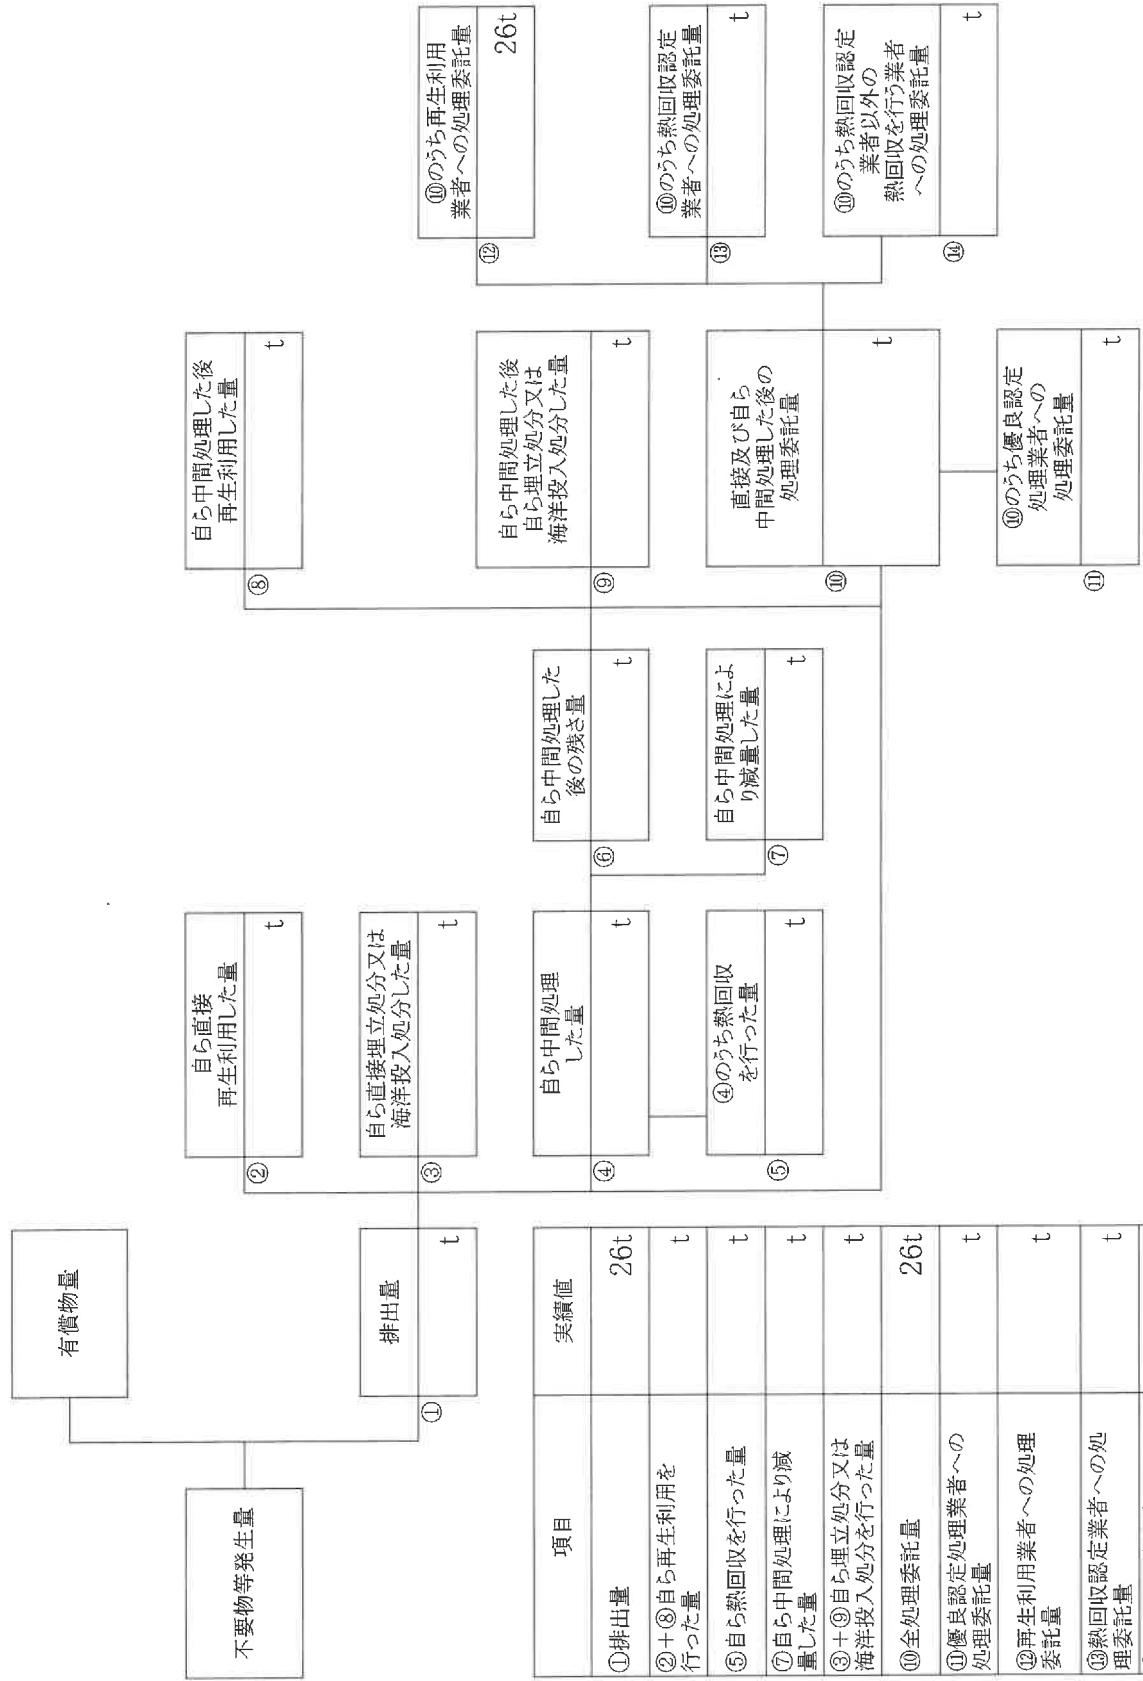 不要物等発生量
有償物量
排出量
①
t
自ら直接
再生利用した量
②
t
自ら直接埋立処分又は
海洋投入処分した量
③
t
自ら中間処理
した量
④
t
④のうち熱回収
を行った量
⑤
t
自ら中間処理した
後の残さ量
⑥
t
自ら中間処理によ
り減量した量
⑦
t
自ら中間処理した後
再生利用した量
⑧
t
自ら中間処理した後
自ら埋立処分又は
海洋投入処分した量
⑨
t
直接及び自ら
中間処理した後の
処理委託量
⑩
t
⑩のうち優良認定
処理業者への
処理委託量
⑪
t
⑩のうち再生利用
業者への処理委託量
⑫
26t
⑩のうち熱回収認定
業者への処理委託量
⑬
t
⑩のうち熱回収認定
業者以外の
熱回収を行う業者
への処理委託量
⑭
t
項目 実績値
①排出量 26t
②+⑧自ら再生利用を
行った量 t
⑤自ら熱回収を行った量 t
⑦自ら中間処理により減
量した量 t
③+⑨自ら埋立処分又は
海洋投入処分を行った量 t
⑩全処理委託量 26t
⑪優良認定処理業者への
処理委託量 t
⑫再生利用業者への処理
委託量 t
⑬熱回収認定業者への処
理委託量 t